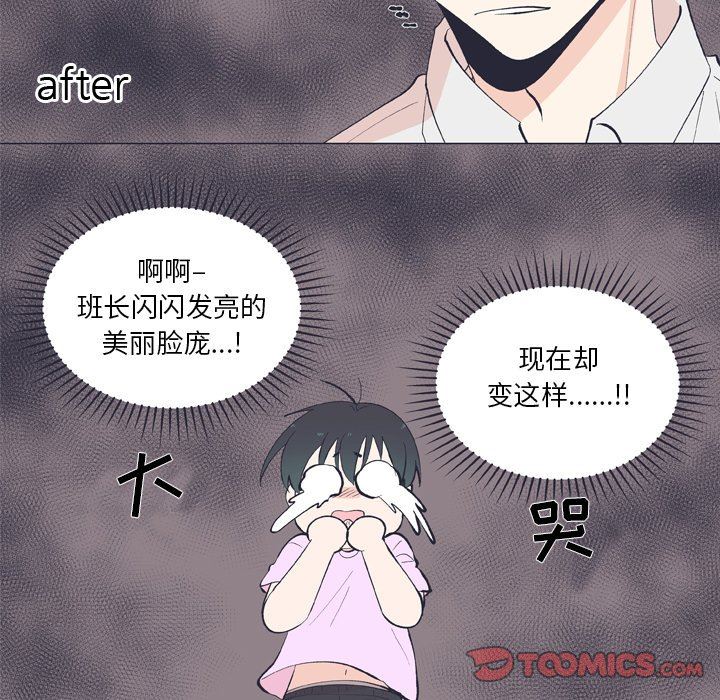 after
啊啊–
班长闪闪发亮的
美丽脸庞...!
现在却
变这样......!!
大
哭
TOOMICS.COM